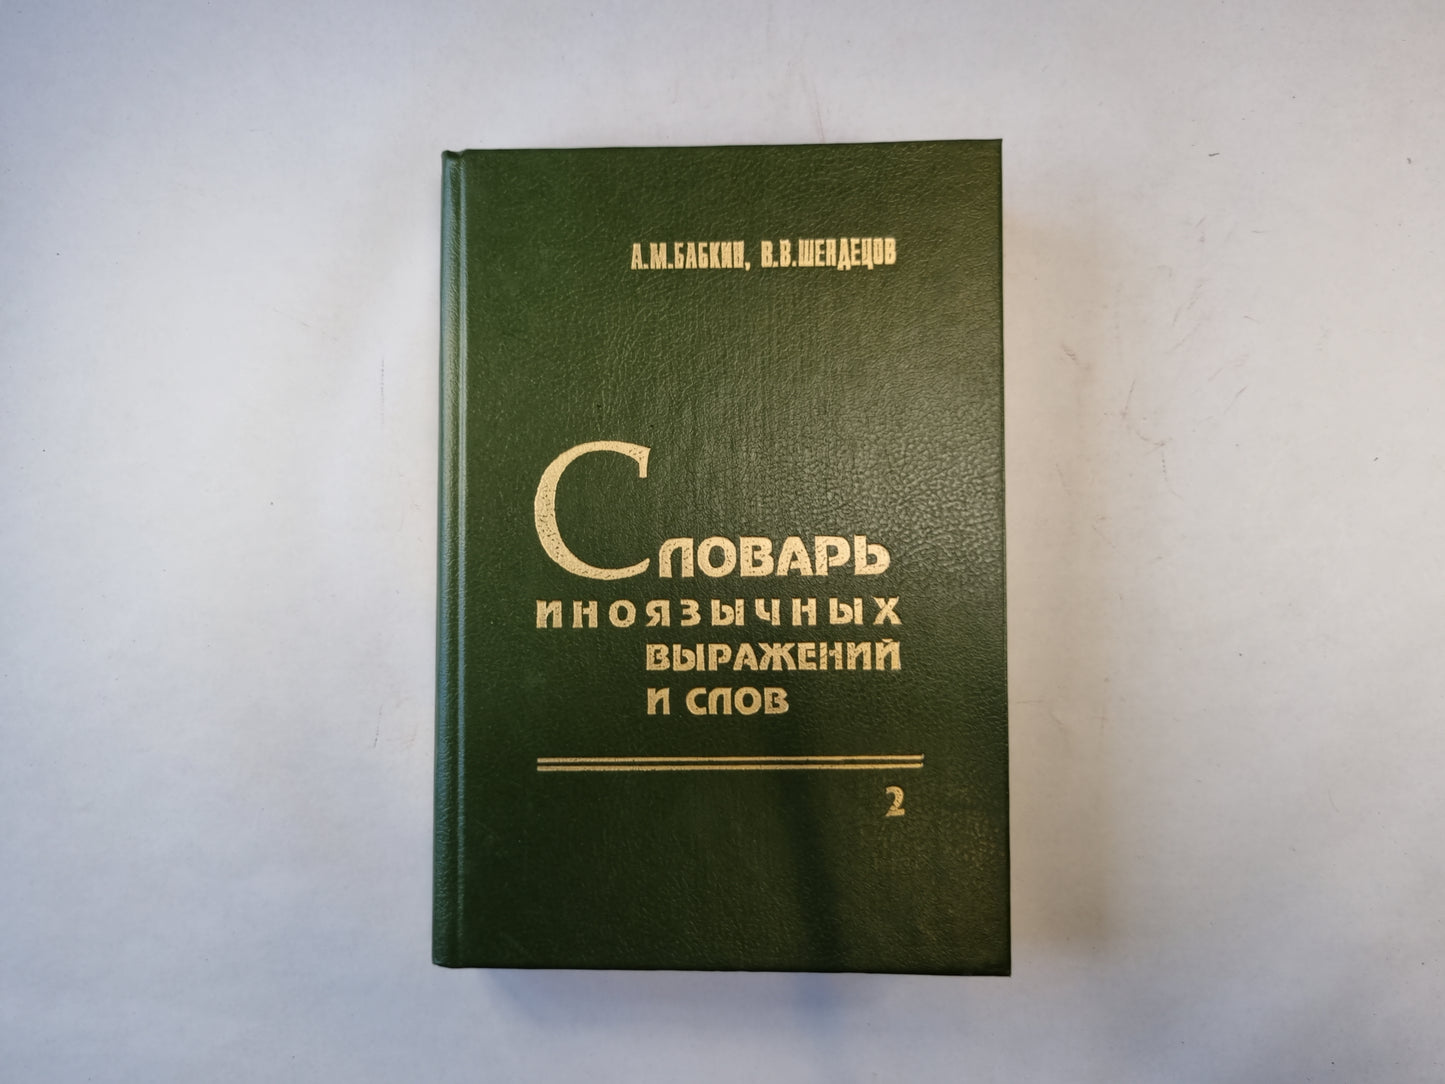 А.М.БАБКИН, В.В.ШЕНДЕЦОВ
СЛОВАРЬ
ИНОЯЗЫЧНЫХ
ВЫРАЖЕНИЙ
И СЛОВ
2